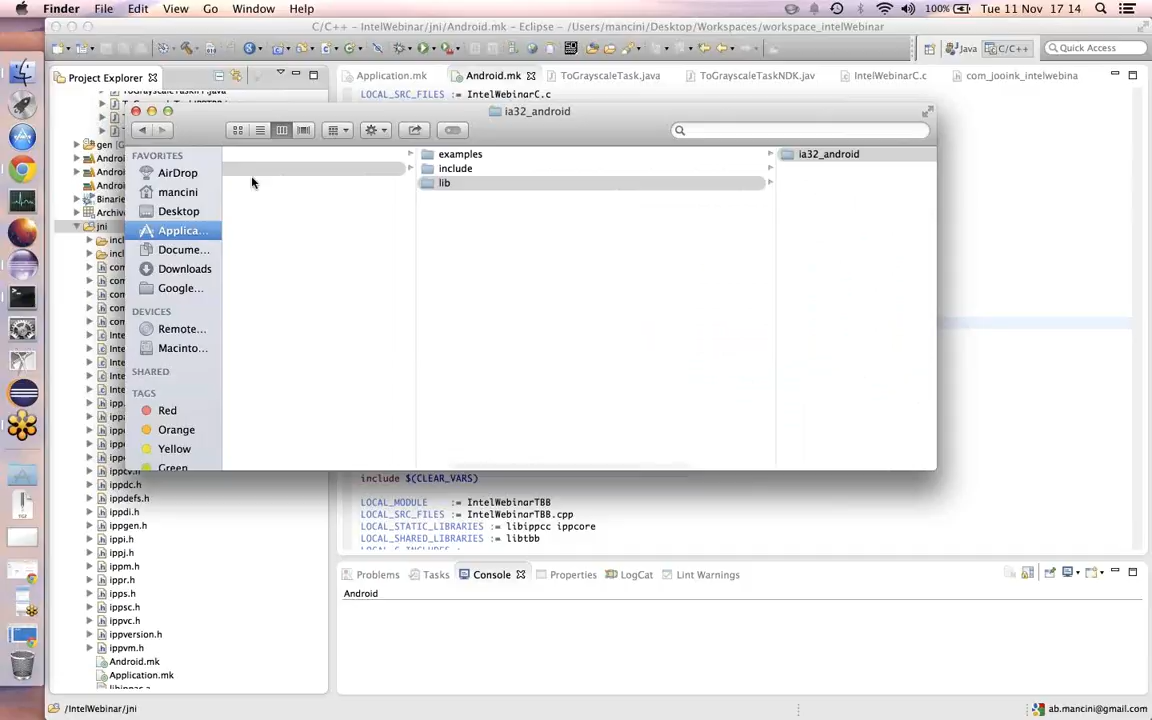 Finder File Edit View Go Window Help 100% Tue 11 Nov 17 14
C/C++ - IntelWebinar/jni/Android.mk - Eclipse - /Users/mancini/Desktop/Workspaces/workspace_intelWebinar
Java C/C++ Quick Access
Project Explorer Application.mk Android.mk ToGrayscaleTask.java ToGrayscaleTaskNDK.java IntelWebinarC.c com_jooink_intelwebina
LOCAL_SRC_FILES := IntelWebinarC.c
ia32_android
gen
Binarie
Archive
jni
FAVORITES
AirDrop
mancini
Desktop
Applica...
Docume...
Downloads
Google...
DEVICES
Remote...
Macinto...
SHARED
TAGS
Red
Orange
Yellow
Green
examples
include
lib
ia32_android
ippcv.h
ippdc.h
ippdefs.h
ippdi.h
ippgen.h
ippi.h
ippj.h
ippm.h
ippr.h
ipps.h
ippsc.h
ippvc.h
ippversion.h
ippvm.h
Android.mk
Application.mk
libippac.a
include $(CLEAR_VARS)
LOCAL_MODULE := IntelWebinarTBB
LOCAL_SRC_FILES := IntelWebinarTBB.cpp
LOCAL_STATIC_LIBRARIES := libippcc ippcore
LOCAL_SHARED_LIBRARIES := libtbb
LOCAL_C_INCLUDES :=
Problems Tasks Console Properties LogCat Lint Warnings
Android
/IntelWebinar/jni ab.mancini@gmail.com